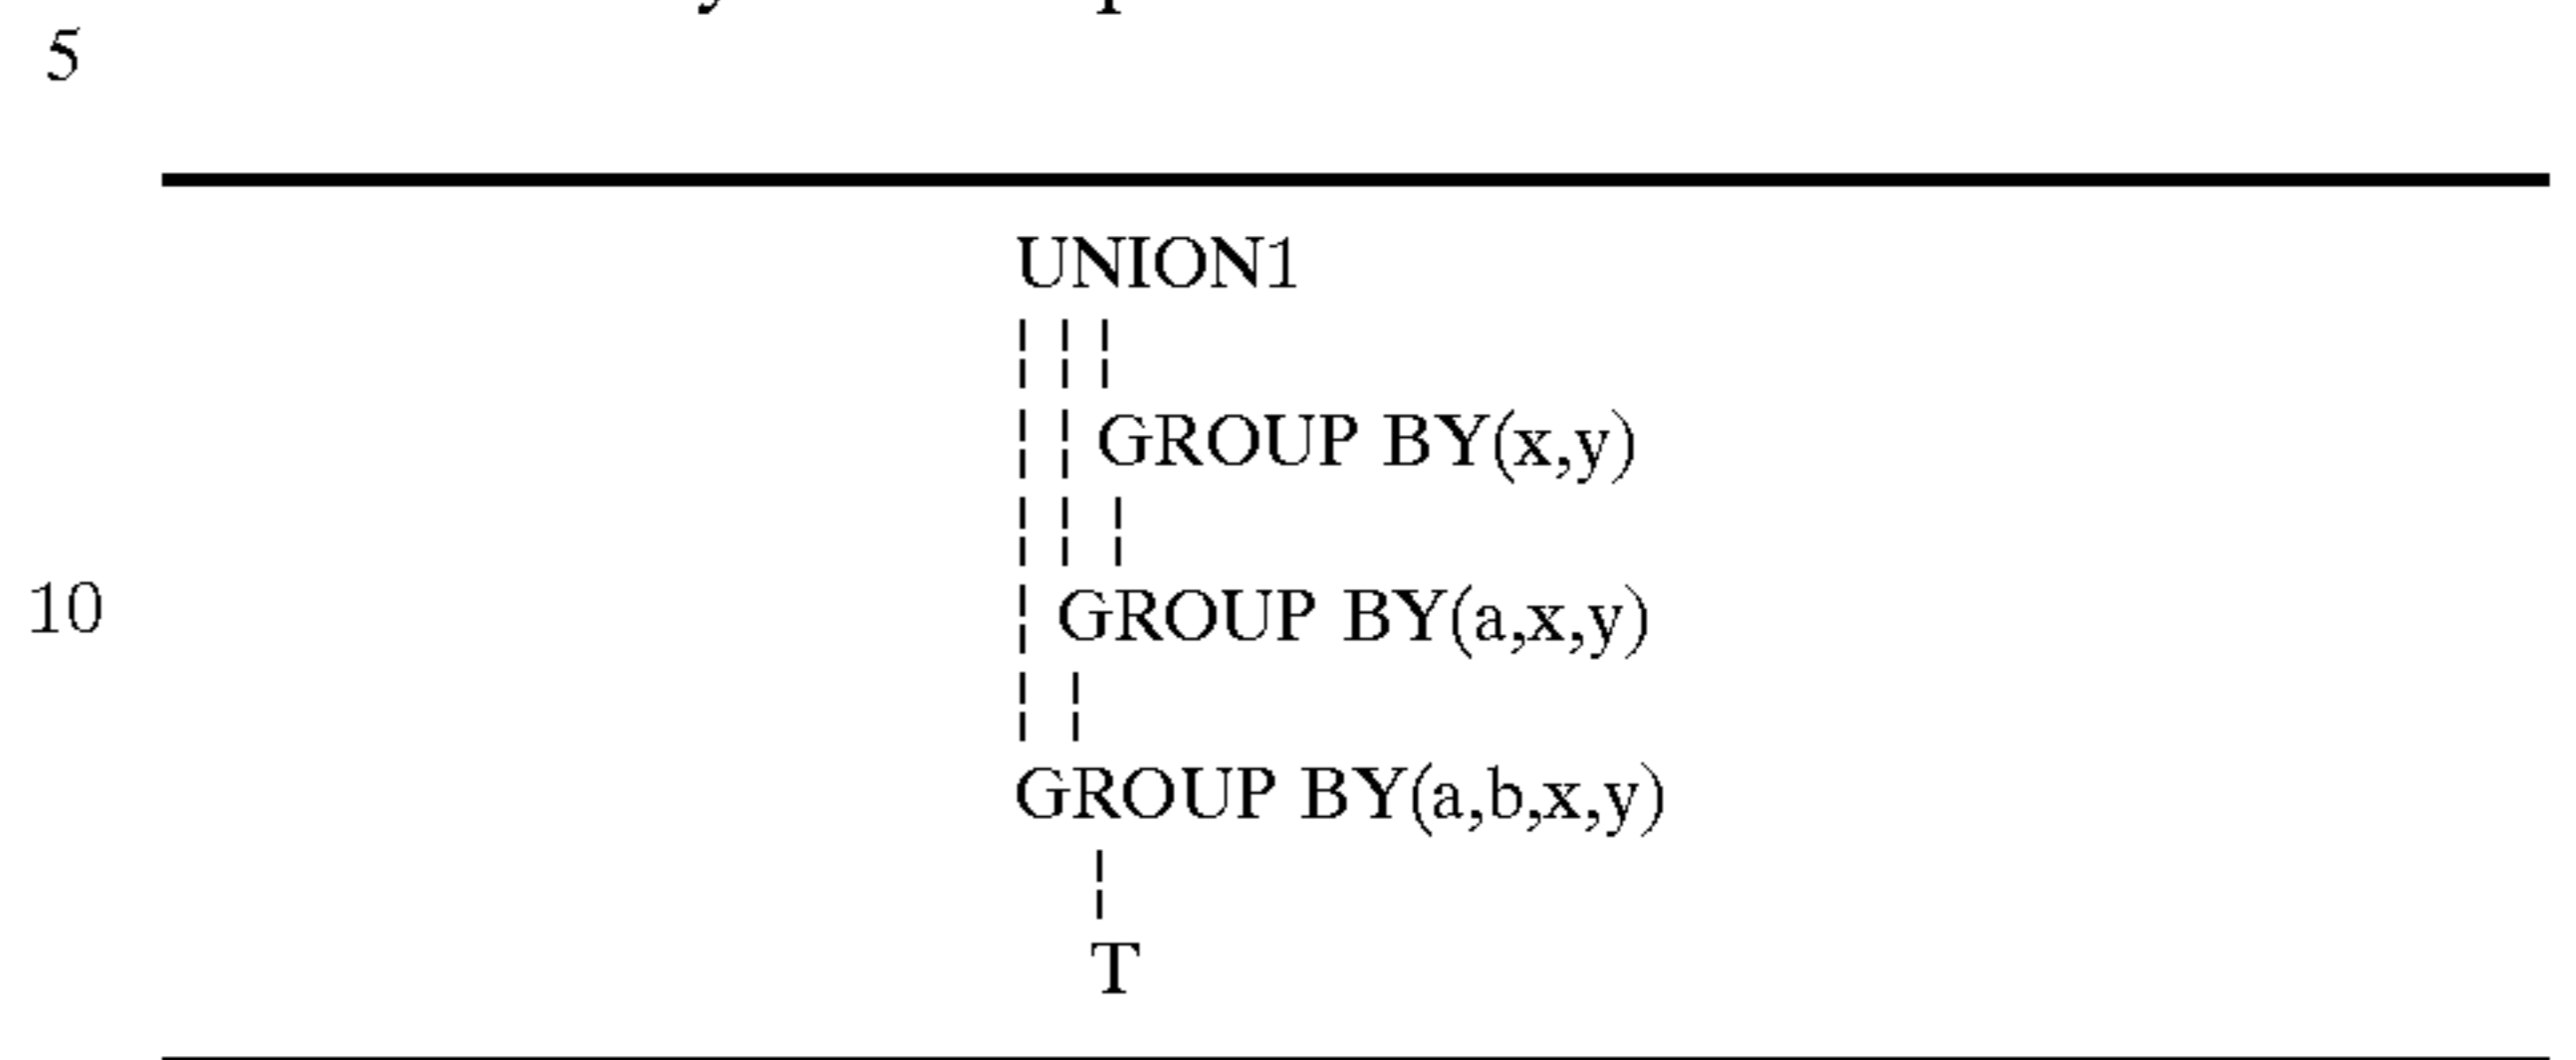 5
UNION1
| | |
| | GROUP BY(x,y)
| | |
10 | GROUP BY(a,x,y)
| |
GROUP BY(a,b,x,y)
|
T